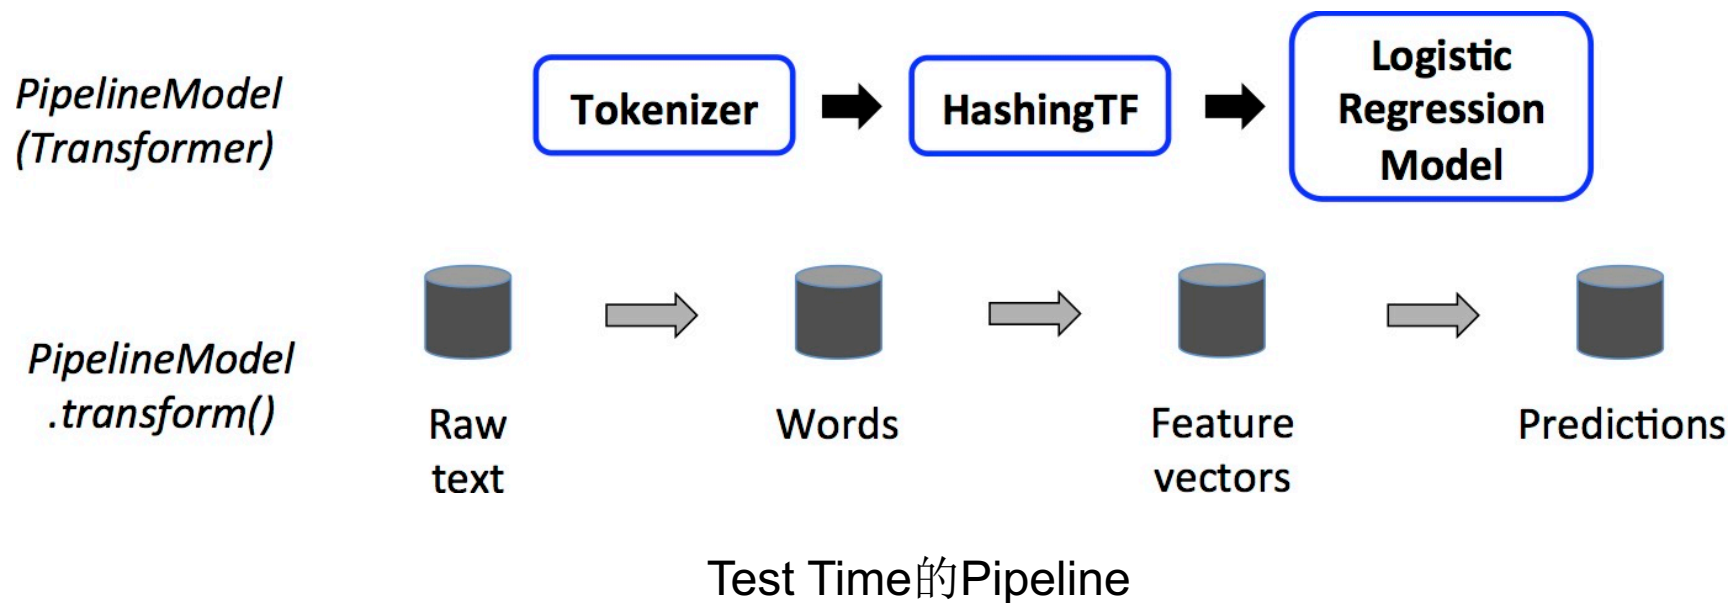 PipelineModel
(Transformer)
Tokenizer
HashingTF
Logistic
Regression
Model
PipelineModel
.transform()
Raw
text
Words
Feature
vectors
Predictions
Test Time的Pipeline